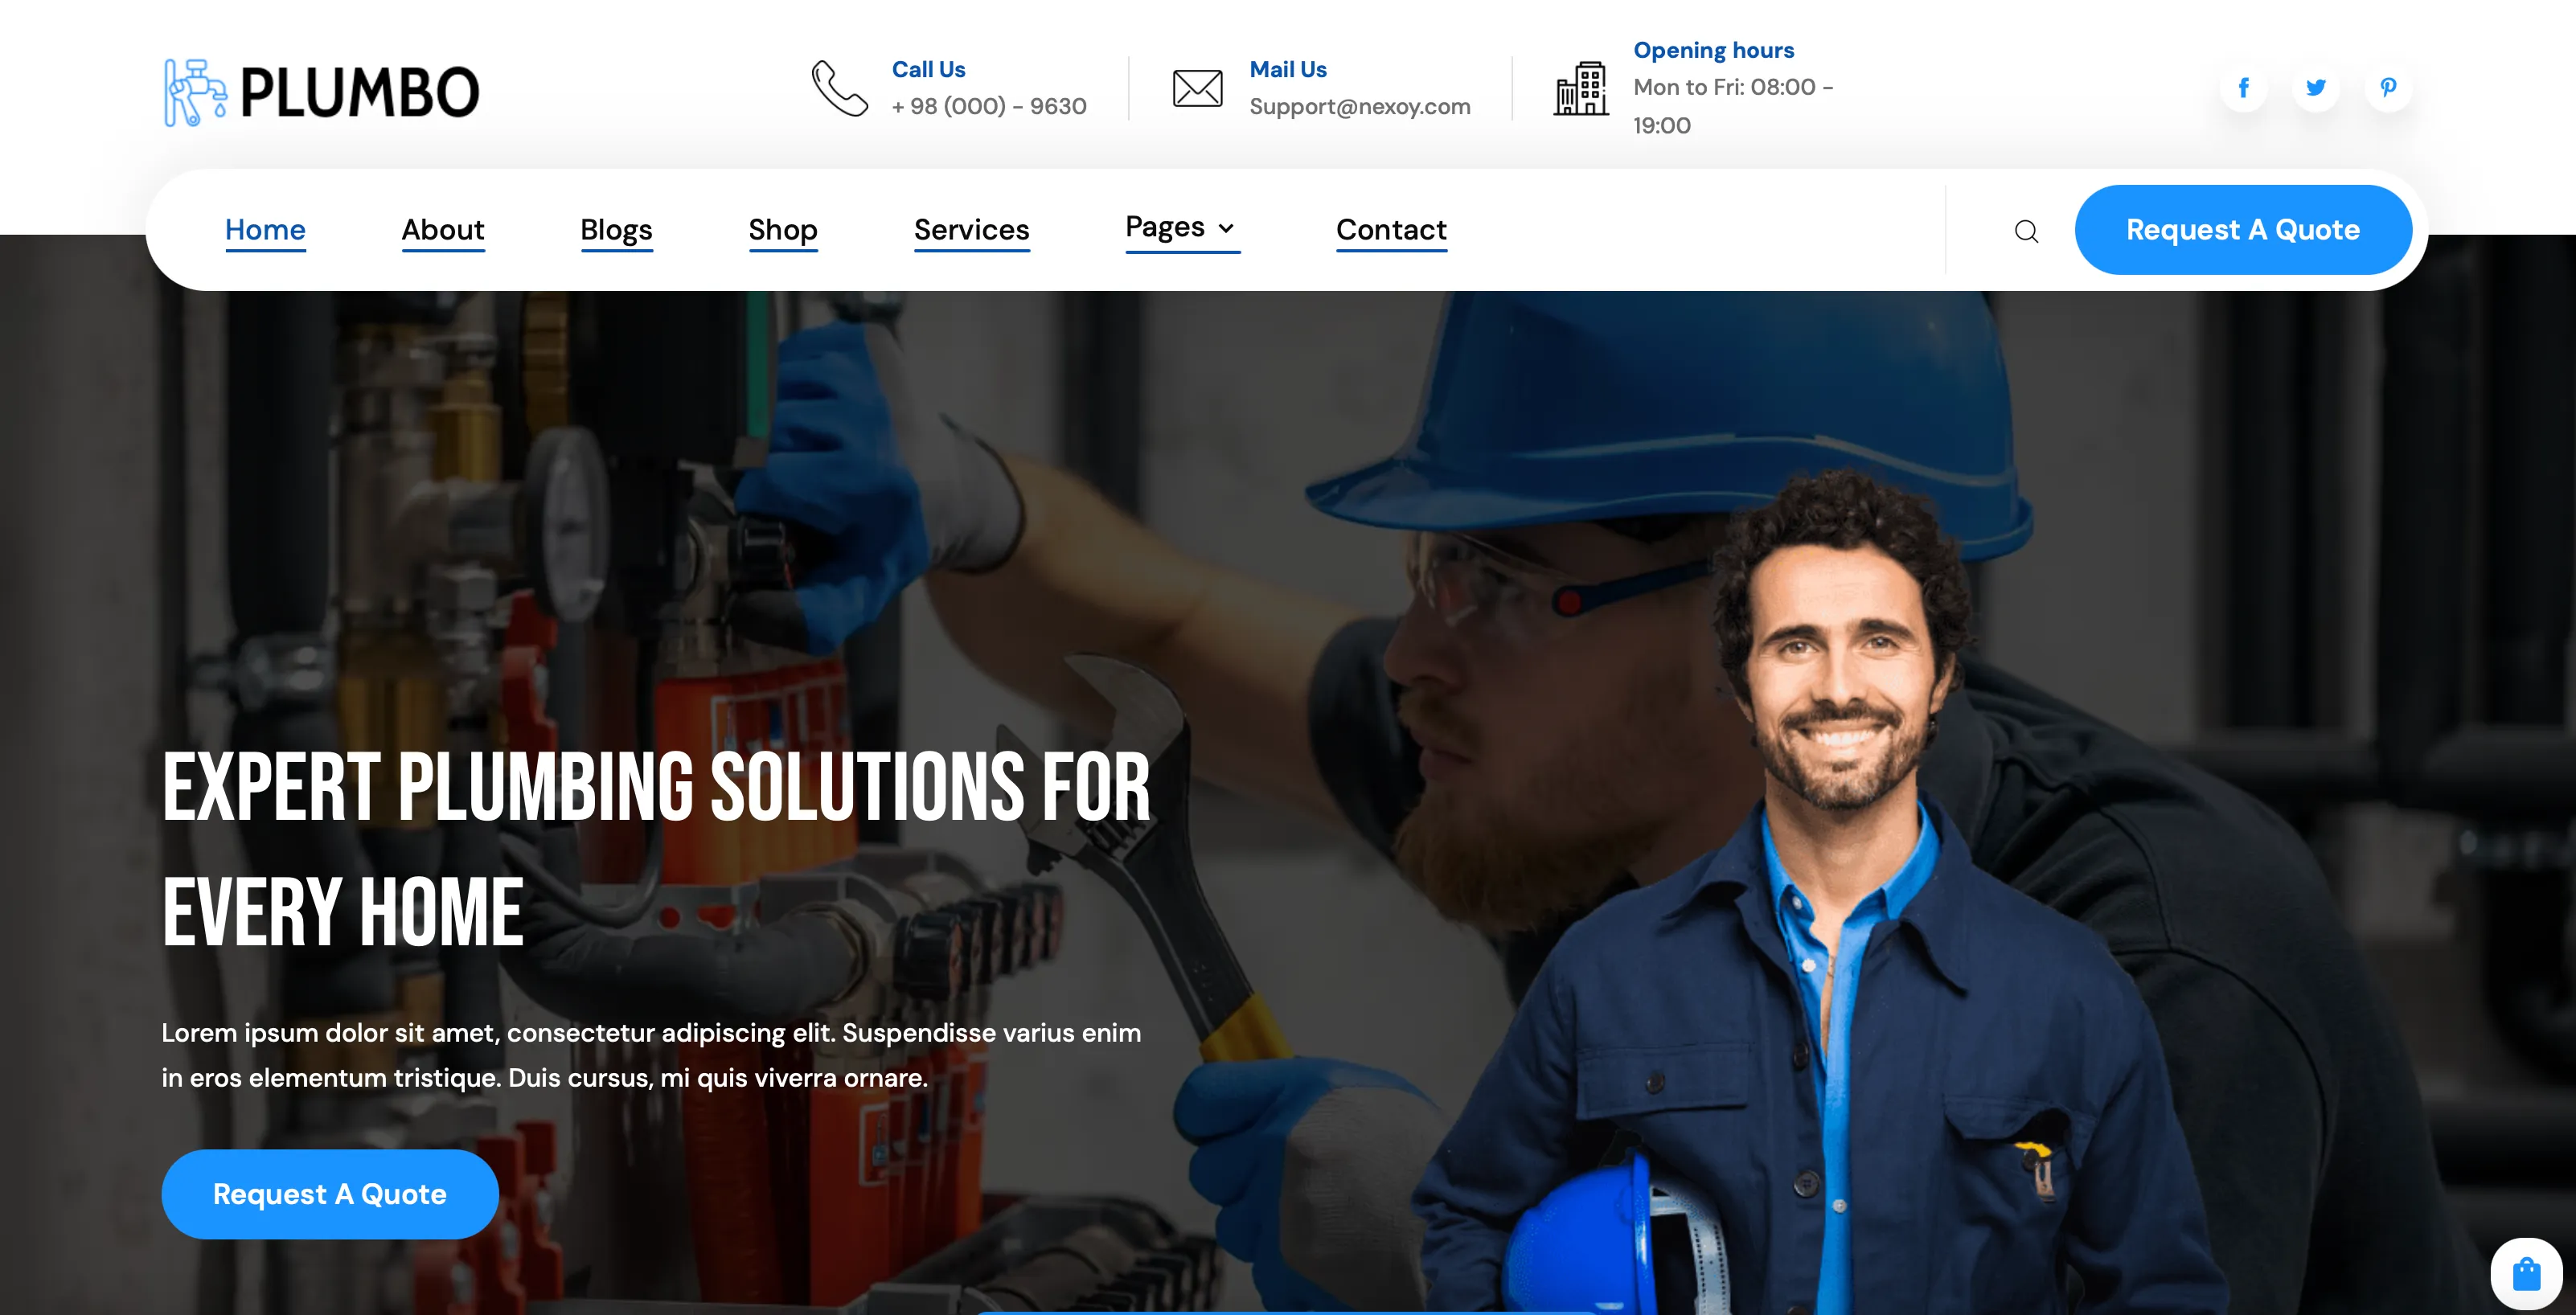 PLUMBO
Call Us
+ 98 (000) - 9630
Mail Us
Support@nexoy.com
Opening hours
Mon to Fri: 08:00 -
19:00
Home
About
Blogs
Shop
Services
Pages
Contact
Request A Quote
EXPERT PLUMBING SOLUTIONS FOR
EVERY HOME
Lorem ipsum dolor sit amet, consectetur adipiscing elit. Suspendisse varius enim
in eros elementum tristique. Duis cursus, mi quis viverra ornare.
Request A Quote